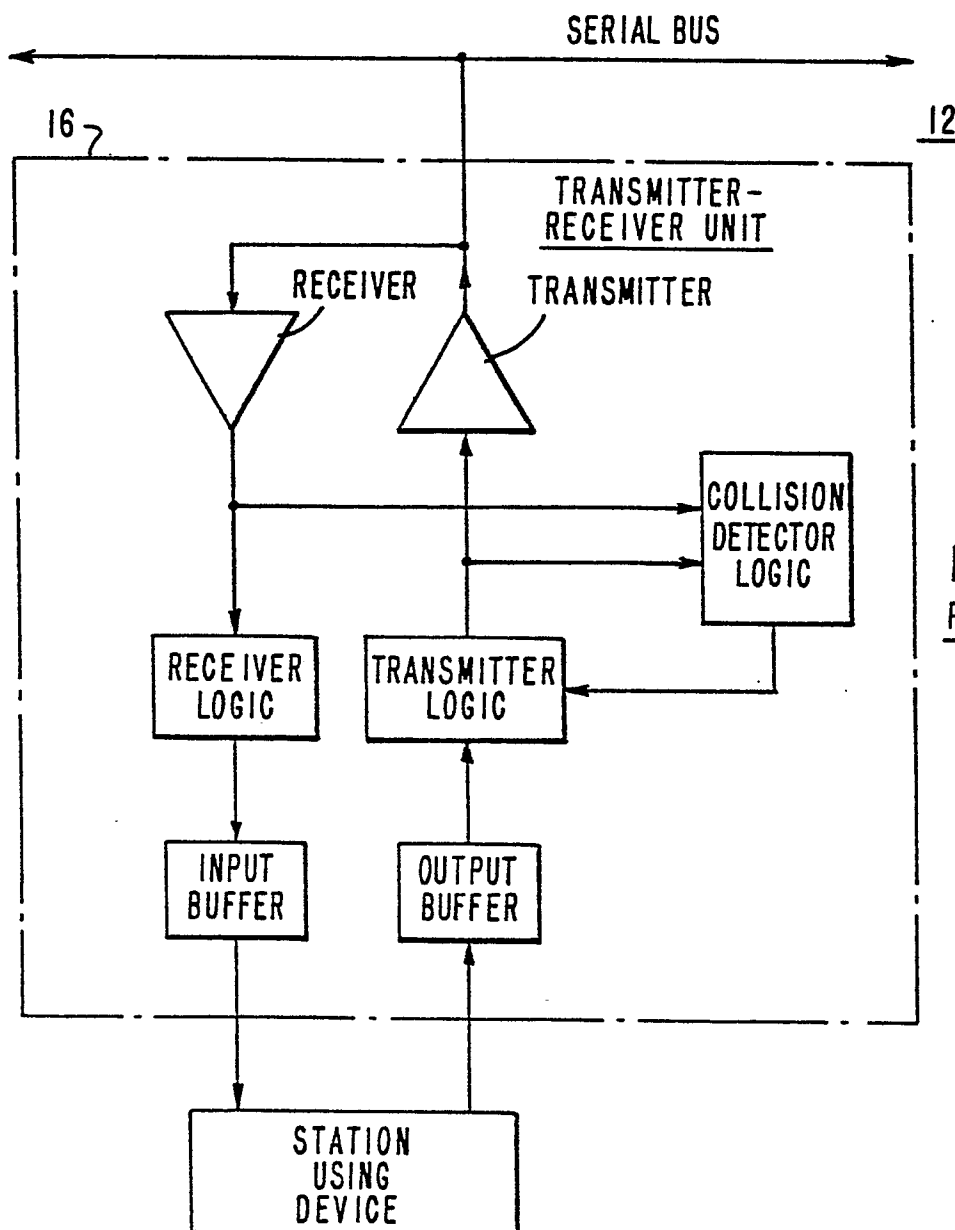 SERIAL BUS
16
12
TRANSMITTER-
RECEIVER UNIT
RECEIVER
TRANSMITTER
COLLISION
DETECTOR
LOGIC
RECEIVER
LOGIC
TRANSMITTER
LOGIC
INPUT
BUFFER
OUTPUT
BUFFER
STATION
USING
DEVICE